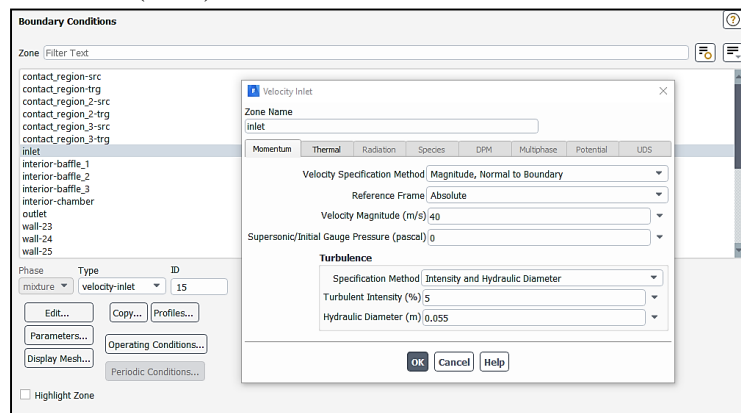 Boundary Conditions
?
Zone Filter Text
contact_region-src
contact_region-trg
contact_region_2-src
contact_region_2-trg
contact_region_3-src
contact_region_3-trg
inlet
interior-baffle_1
interior-baffle_2
interior-baffle_3
interior-chamber
outlet
wall-23
wall-24
wall-25
Phase Type ID
mixture velocity-inlet 15
Edit... Copy... Profiles...
Parameters... Operating Conditions...
Display Mesh... Periodic Conditions...
Highlight Zone
Velocity Inlet
Zone Name
inlet
Momentum Thermal Radiation Species DPM Multiphase Potential UDS
Velocity Specification Method Magnitude, Normal to Boundary
Reference Frame Absolute
Velocity Magnitude (m/s) 40
Supersonic/Initial Gauge Pressure (pascal) 0
Turbulence
Specification Method Intensity and Hydraulic Diameter
Turbulent Intensity (%) 5
Hydraulic Diameter (m) 0.055
OK Cancel Help